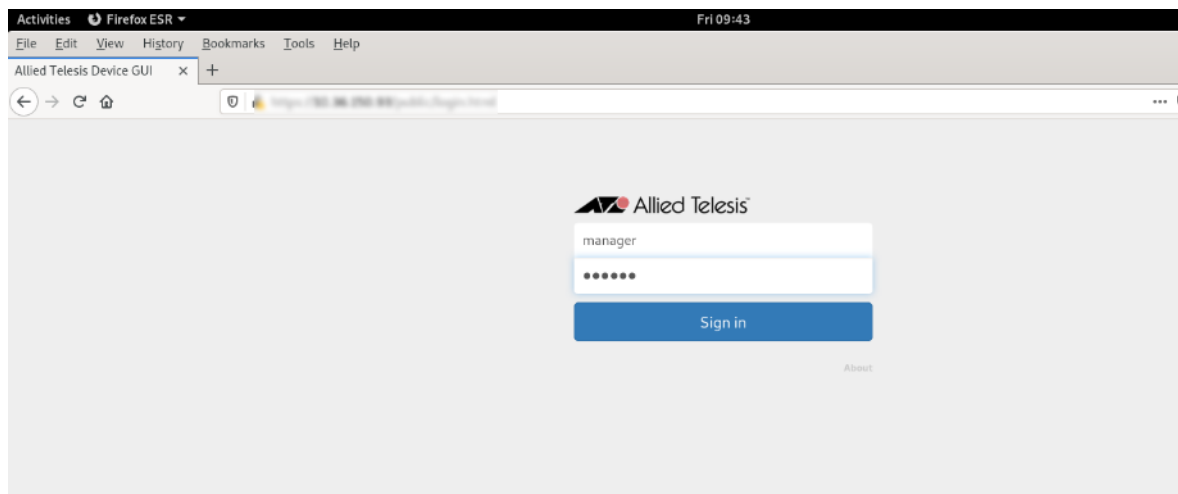 Activities Firefox ESR Fri 09:43
File Edit View History Bookmarks Tools Help
Allied Telesis Device GUI
Allied Telesis
manager
Sign in
About